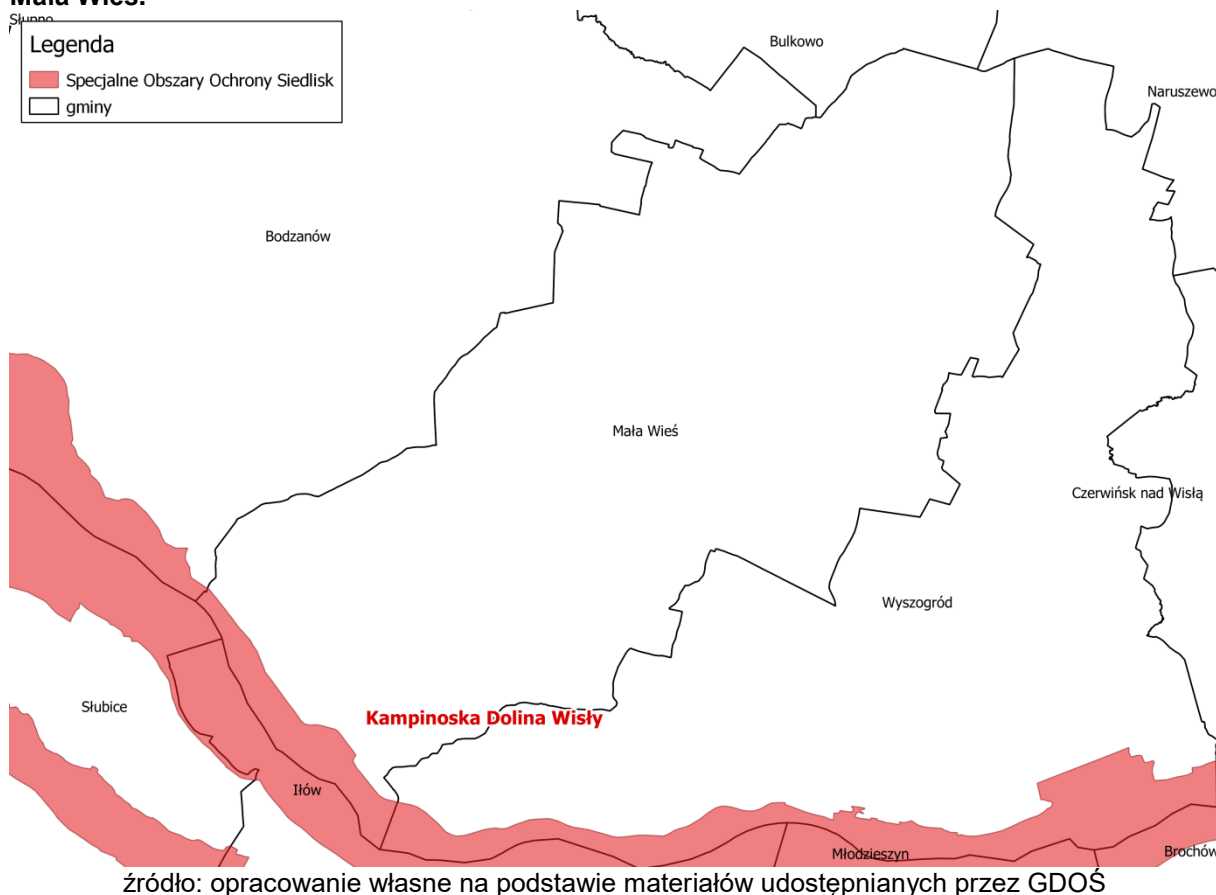 Mała Wieś.
Słupno
Legenda
Specjalne Obszary Ochrony Siedlisk
gminy
Bulkowo
Naruszewo
Bodzanów
Mała Wieś
Czerwińsk nad Wisłą
Wyszogród
Słubice
Kampinoska Dolina Wisły
Iłów
Młodzieszyn
Brochów
źródło: opracowanie własne na podstawie materiałów udostępnianych przez GDOŚ